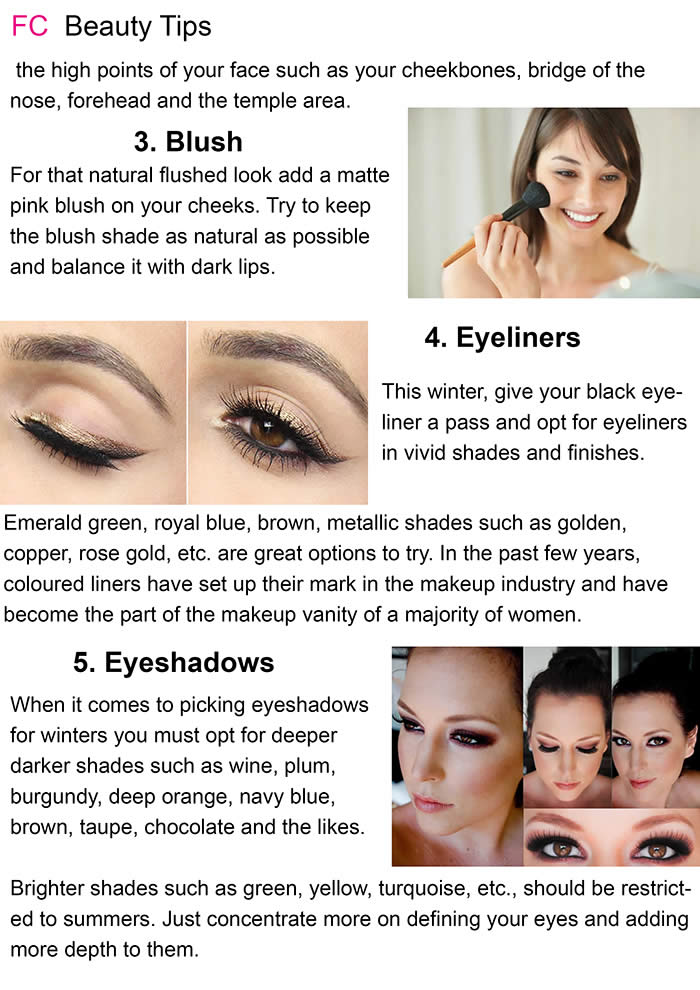 FC Beauty Tips
the high points of your face such as your cheekbones, bridge of the
nose, forehead and the temple area.
3. Blush
For that natural flushed look add a matte
pink blush on your cheeks. Try to keep
the blush shade as natural as possible
and balance it with dark lips.
4. Eyeliners
This winter, give your black eye-
liner a pass and opt for eyeliners
in vivid shades and finishes.
Emerald green, royal blue, brown, metallic shades such as golden,
copper, rose gold, etc. are great options to try. In the past few years,
coloured liners have set up their mark in the makeup industry and have
become the part of the makeup vanity of a majority of women.
5. Eyeshadows
When it comes to picking eyeshadows
for winters you must opt for deeper
darker shades such as wine, plum,
burgundy, deep orange, navy blue,
brown, taupe, chocolate and the likes.
Brighter shades such as green, yellow, turquoise, etc., should be restrict-
ed to summers. Just concentrate more on defining your eyes and adding
more depth to them.